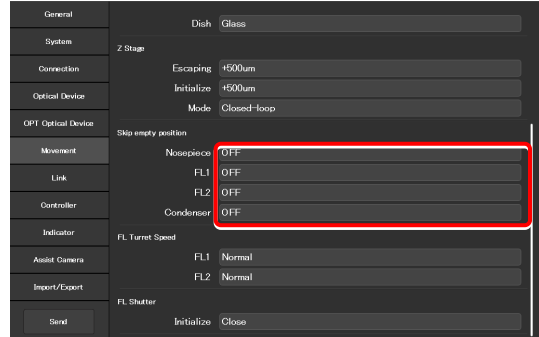 General
System
Connection
Optical Device
OPT Optical Device
Movement
Link
Controller
Indicator
Assist Camera
Import/Export
Send
Dish Glass
Z Stage
Escaping +500um
Initialize +500um
Mode Closed-loop
Skip empty position
Nosepiece OFF
FL1 OFF
FL2 OFF
Condenser OFF
FL Turret Speed
FL1 Normal
FL2 Normal
FL Shutter
Initialize Close